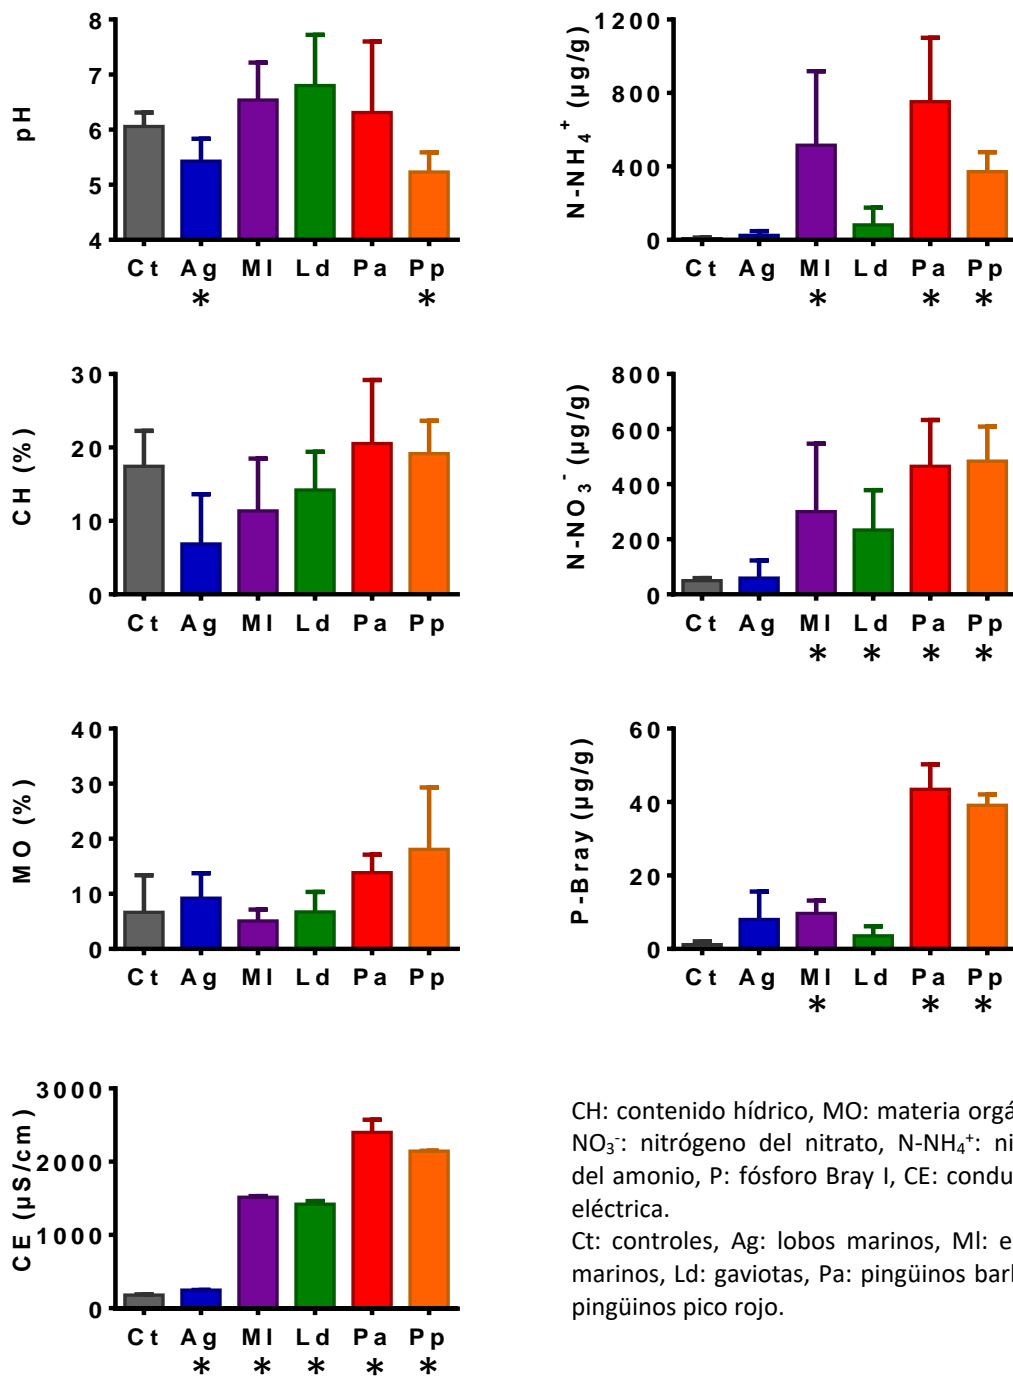 8
7
6
5
4
pH
Ct Ag Ml Ld Pa Pp
* *
1200
800
400
0
N-NH₄⁺ (µg/g)
Ct Ag Ml Ld Pa Pp
* * *
30
20
10
0
CH (%)
Ct Ag Ml Ld Pa Pp
800
600
400
200
0
N-NO₃⁻ (µg/g)
Ct Ag Ml Ld Pa Pp
* * * *
40
30
20
10
0
MO (%)
Ct Ag Ml Ld Pa Pp
60
40
20
0
P-Bray (µg/g)
Ct Ag Ml Ld Pa Pp
* * *
3000
2000
1000
0
CE (µS/cm)
Ct Ag Ml Ld Pa Pp
* * * * *
CH: contenido hídrico, MO: materia
NO₃⁻: nitrógeno del nitrato, N-NH₄⁺:
del amonio, P: fósforo Bray I, CE:
eléctrica.
Ct: controles, Ag: lobos marinos, Ml:
marinos, Ld: gaviotas, Pa: pingüinos
pingüinos pico rojo.